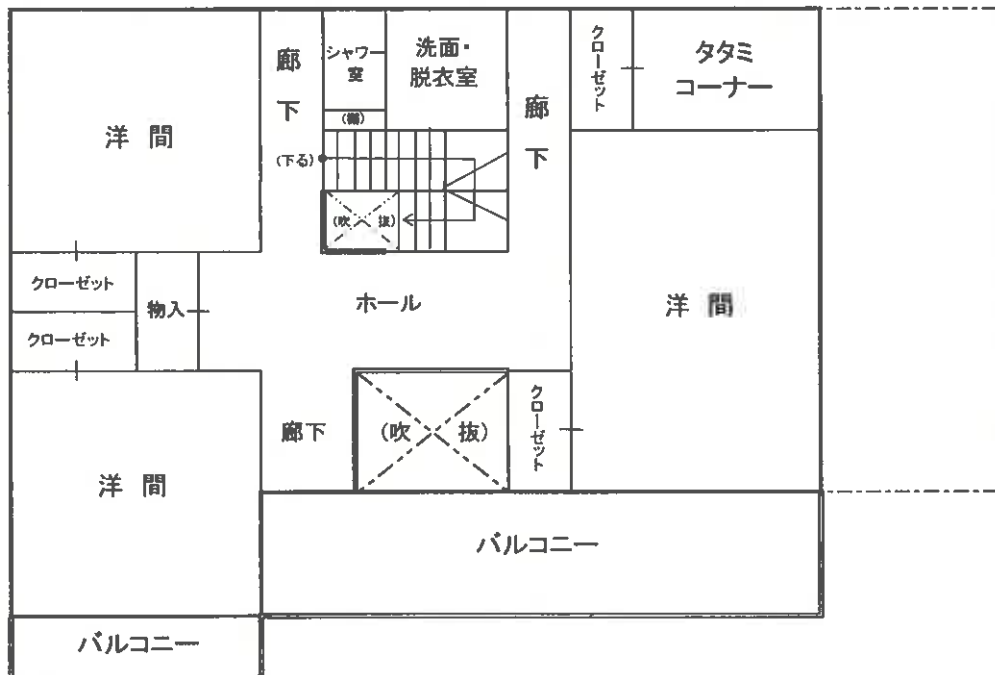 廊下
シャワー
室
洗面・
脱衣室
廊下
クローゼット
タタミ
コーナー
洋間
(棚)
(下る)
(吹抜)
クローゼット
物入
ホール
洋間
クローゼット
廊下
(吹抜)
クローゼット
洋間
バルコニー
バルコニー